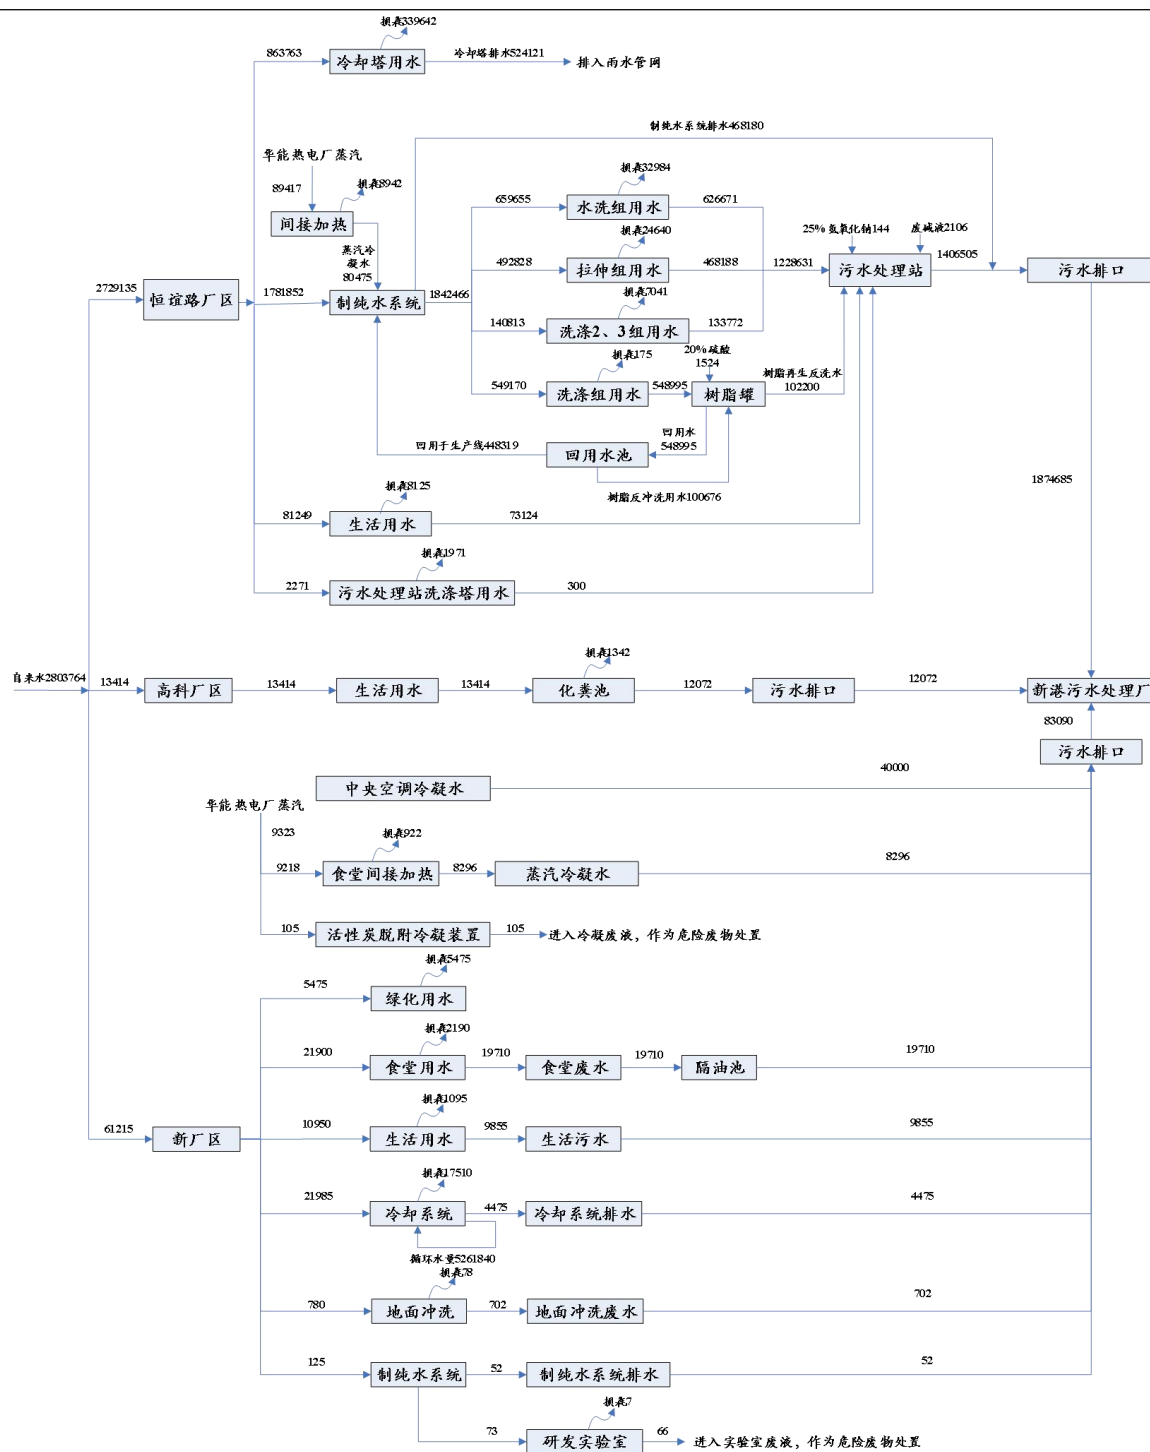 损耗339642
863763
冷却塔用水
冷却塔排水524121
排入雨水管网
制纯水系统排水468180
华能热电厂蒸汽
89417
损耗8942
间接加热
蒸汽冷
凝水
80475
损耗32984
659655
水洗组用水
626671
损耗24640
492828
拉伸组用水
468188
1228631
25%氢氧化钠144
废碱液2106
污水处理站
1406505
污水排口
2729135
恒谊路厂区
1781852
制纯水系统
1842466
损耗7041
140813
洗涤2、3组用水
133772
损耗175
549170
洗涤组用水
548995
20%硫酸
1524
树脂罐
树脂再生反洗水
102200
回用于生产线448319
回用水池
回用水
548995
树脂反冲洗用水100676
1874685
损耗8125
81249
生活用水
73124
损耗1971
2271
污水处理站洗涤塔用水
300
自来水2803764
13414
高科厂区
13414
生活用水
13414
损耗1342
化粪池
12072
污水排口
12072
新港污水处理厂
83090
污水排口
中央空调冷凝水
40000
华能热电厂蒸汽
9323
损耗922
9218
食堂间接加热
8296
蒸汽冷凝水
8296
105
活性炭脱附冷凝装置
105
进入冷凝废液，作为危险废物处置
损耗5475
5475
绿化用水
损耗2190
21900
食堂用水
19710
食堂废水
19710
隔油池
19710
61215
新厂区
损耗1095
10950
生活用水
9855
生活污水
9855
损耗17510
21985
冷却系统
4475
冷却系统排水
4475
循环水量5261840
损耗78
780
地面冲洗
702
地面冲洗废水
702
125
制纯水系统
52
制纯水系统排水
52
损耗7
73
研发实验室
66
进入实验室废液，作为危险废物处置